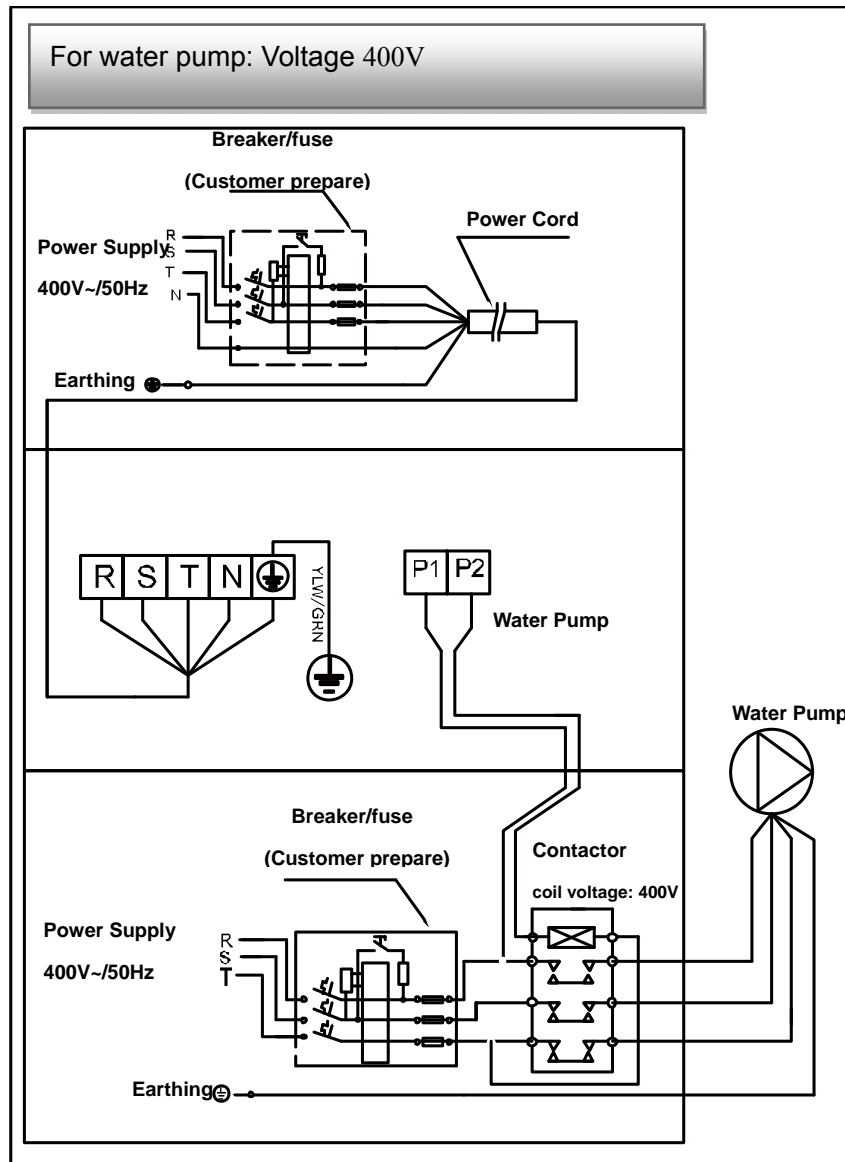 For water pump: Voltage 400V
Breaker/fuse
(Customer prepare)
Power Cord
Power Supply
400V~/50Hz
R
S
T
N
Earthing
R S T N
YLW/GRN
P1 P2
Water Pump
Water Pump
Breaker/fuse
(Customer prepare)
Contactor
coil voltage: 400V
Power Supply
400V~/50Hz
R
S
T
Earthing